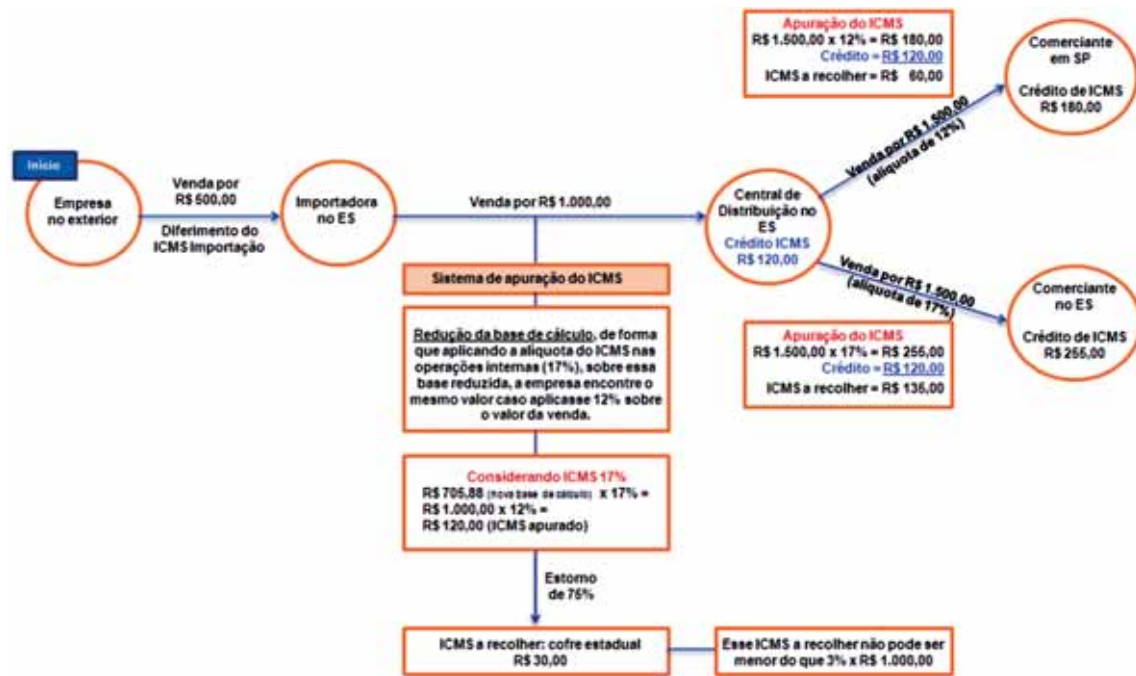 Apuração do ICMS
R$ 1.500,00 x 12% = R$ 180,00
Crédito = R$ 120,00
ICMS a recolher = R$ 60,00
Comerciante
em SP
Crédito de ICMS
R$ 180,00
Venda por R$ 1.500,00
(alíquota de 12%)
Início
Empresa
no exterior
Venda por
R$ 500,00
Diferimento do
ICMS Importação
Importadora
no ES
Venda por R$ 1.000,00
Central de
Distribuição no
ES
Crédito ICMS
R$ 120,00
Venda por R$ 1.500,00
(alíquota de 17%)
Comerciante
no ES
Crédito de ICMS
R$ 255,00
Apuração do ICMS
R$ 1.500,00 x 17% = R$ 255,00
Crédito = R$ 120,00
ICMS a recolher = R$ 135,00
Sistema de apuração do ICMS
Redução da base de cálculo, de forma
que aplicando a alíquota do ICMS nas
operações internas (17%), sobre essa
base reduzida, a empresa encontre o
mesmo valor caso aplicasse 12% sobre
o valor da venda.
Considerando ICMS 17%
R$ 705,88 (Nova base de cálculo) x 17% =
R$ 1.000,00 x 12% =
R$ 120,00 (ICMS apurado)
Estorno
de 75%
ICMS a recolher: cofre estadual
R$ 30,00
Esse ICMS a recolher não pode ser
menor do que 3% x R$ 1.000,00